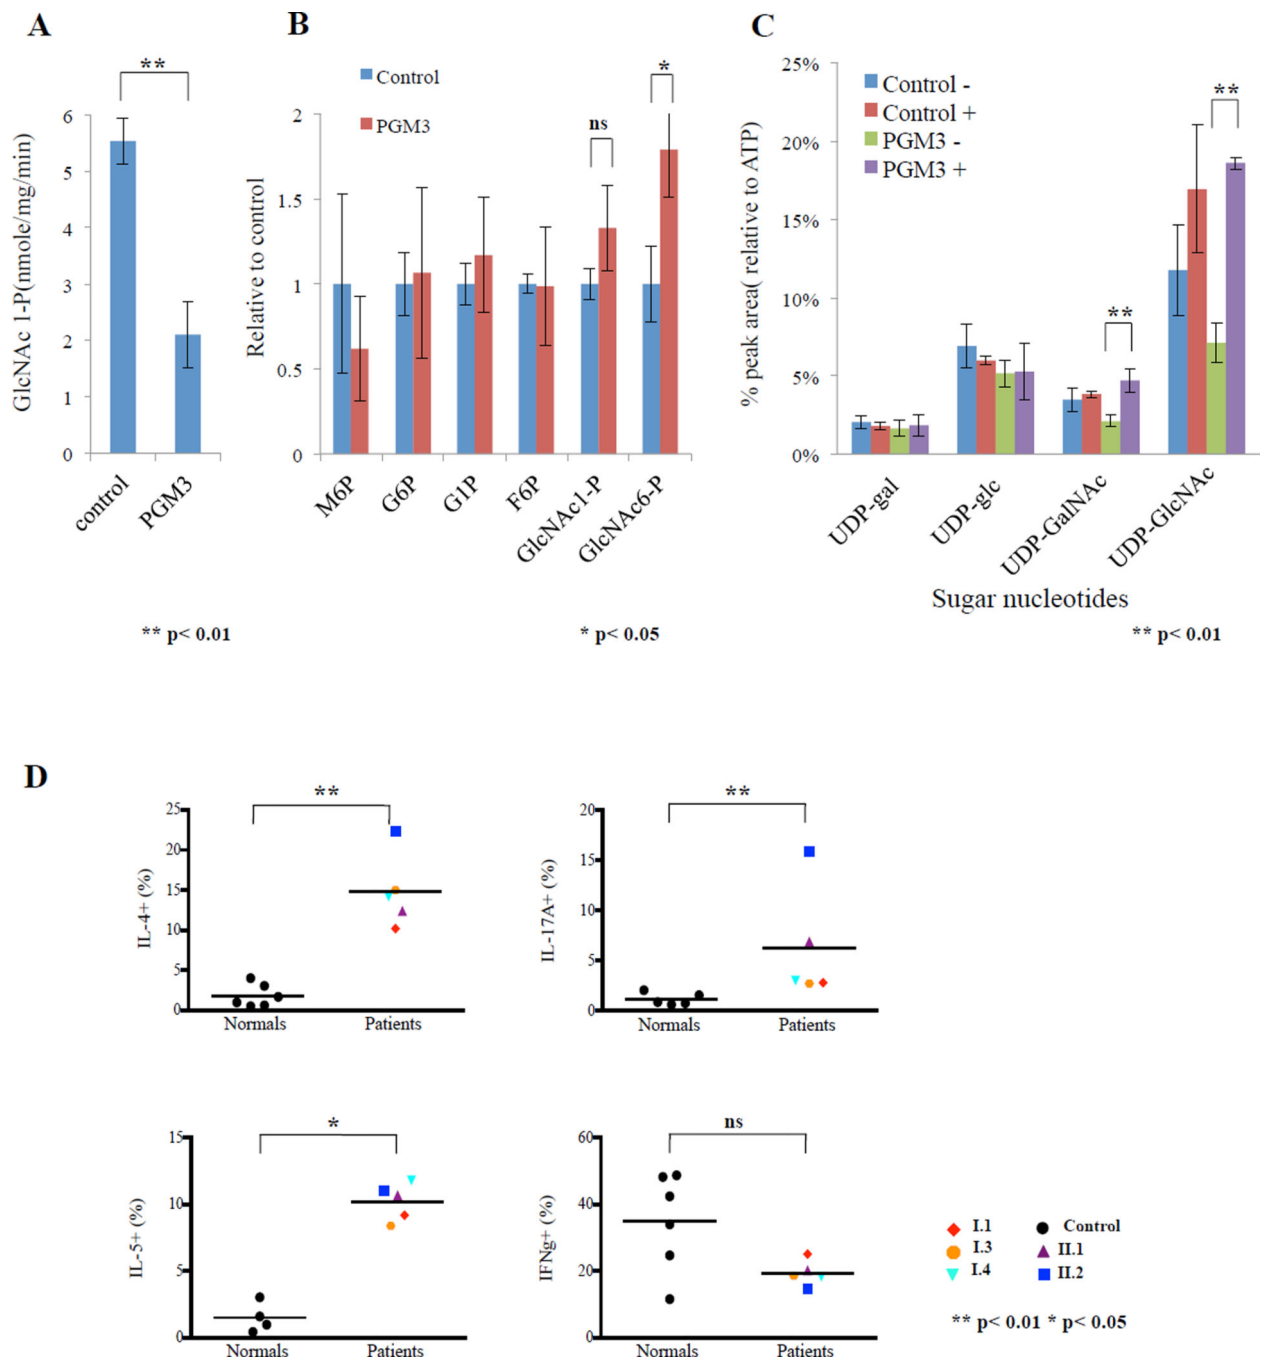 A
**
GlcNAc 1-P(nmole/mg/min)
6
5
4
3
2
1
0
control
PGM3
** p< 0.01
B
Control
PGM3
Relative to control
2
1.5
1
0.5
0
ns
*
M6P
G6P
G1P
F6P
GlcNAc1-P
GlcNAc6-P
* p< 0.05
C
% peak area( relative to ATP)
25%
20%
15%
10%
5%
0%
Control -
Control +
PGM3 -
PGM3 +
**
**
UDP-gal
UDP-glc
UDP-GalNAc
UDP-GlcNAc
Sugar nucleotides
** p< 0.01
D
**
IL-4+ (%)
25
20
15
10
5
0
Normals
Patients
**
IL-17A+ (%)
20
15
10
5
0
Normals
Patients
*
IL-5+ (%)
15
10
5
0
Normals
Patients
ns
IFNg+ (%)
60
40
20
0
Normals
Patients
I.1
Control
I.3
II.1
I.4
II.2
** p< 0.01 * p< 0.05